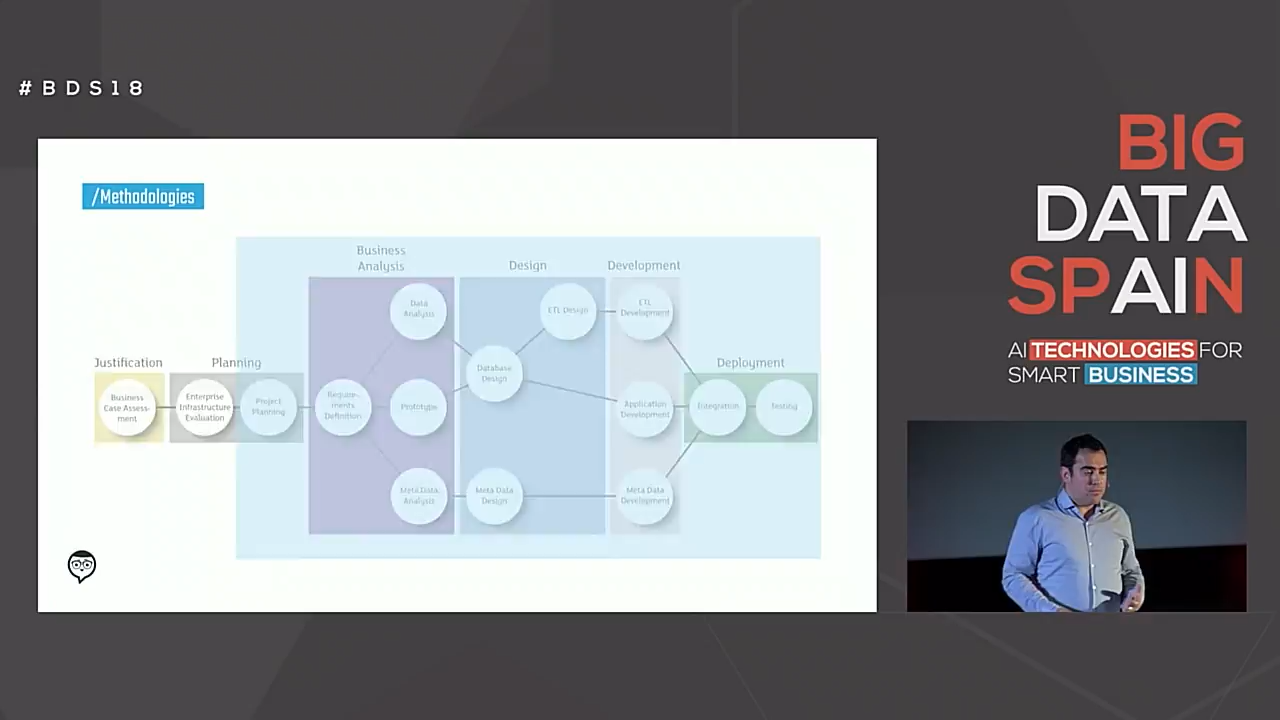 #BDS18
/Methodologies
Business
Analysis
Design
Development
Justification
Planning
Deployment
Business
Case Assess-
ment
Enterprise
Infrastructure
Evaluation
Project
Planning
Require-
ments
Definition
Data
Analysis
Prototype
Meta Data
Analysis
Database
Design
ETL Design
Meta Data
Design
ETL
Development
Application
Development
Meta Data
Development
Integration
Testing
BIG
DATA
SPAIN
AI TECHNOLOGIES FOR
SMART BUSINESS